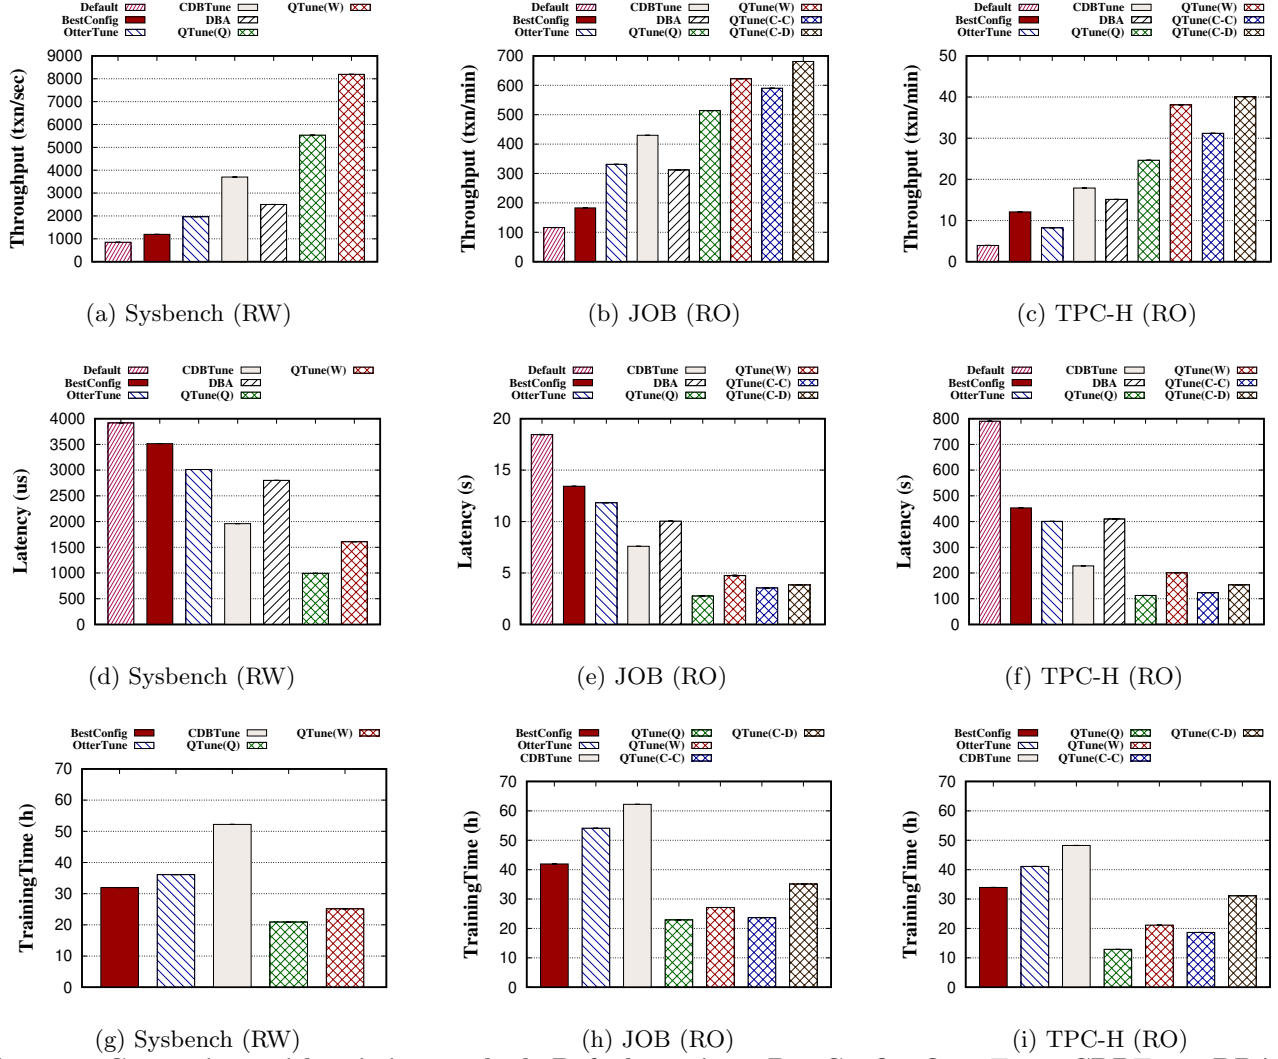 Default
BestConfig
OtterTune
CDBTune
DBA
QTune(Q)
QTune(W)
Throughput (txn/sec)
9000
8000
7000
6000
5000
4000
3000
2000
1000
0
(a) Sysbench (RW)
Default
BestConfig
OtterTune
CDBTune
DBA
QTune(Q)
QTune(W)
QTune(C-C)
QTune(C-D)
Throughput (txn/min)
700
600
500
400
300
200
100
0
(b) JOB (RO)
Default
BestConfig
OtterTune
CDBTune
DBA
QTune(Q)
QTune(W)
QTune(C-C)
QTune(C-D)
Throughput (txn/min)
50
40
30
20
10
0
(c) TPC-H (RO)
Default
BestConfig
OtterTune
CDBTune
DBA
QTune(Q)
QTune(W)
Latency (us)
4000
3500
3000
2500
2000
1500
1000
500
0
(d) Sysbench (RW)
Default
BestConfig
OtterTune
CDBTune
DBA
QTune(Q)
QTune(W)
QTune(C-C)
QTune(C-D)
Latency (s)
20
15
10
5
0
(e) JOB (RO)
Default
BestConfig
OtterTune
CDBTune
DBA
QTune(Q)
QTune(W)
QTune(C-C)
QTune(C-D)
Latency (s)
800
700
600
500
400
300
200
100
0
(f) TPC-H (RO)
BestConfig
OtterTune
CDBTune
QTune(Q)
QTune(W)
TrainingTime (h)
70
60
50
40
30
20
10
0
(g) Sysbench (RW)
BestConfig
OtterTune
CDBTune
QTune(Q)
QTune(W)
QTune(C-C)
QTune(C-D)
TrainingTime (h)
70
60
50
40
30
20
10
0
(h) JOB (RO)
BestConfig
OtterTune
CDBTune
QTune(Q)
QTune(W)
QTune(C-C)
QTune(C-D)
TrainingTime (h)
70
60
50
40
30
20
10
0
(i) TPC-H (RO)